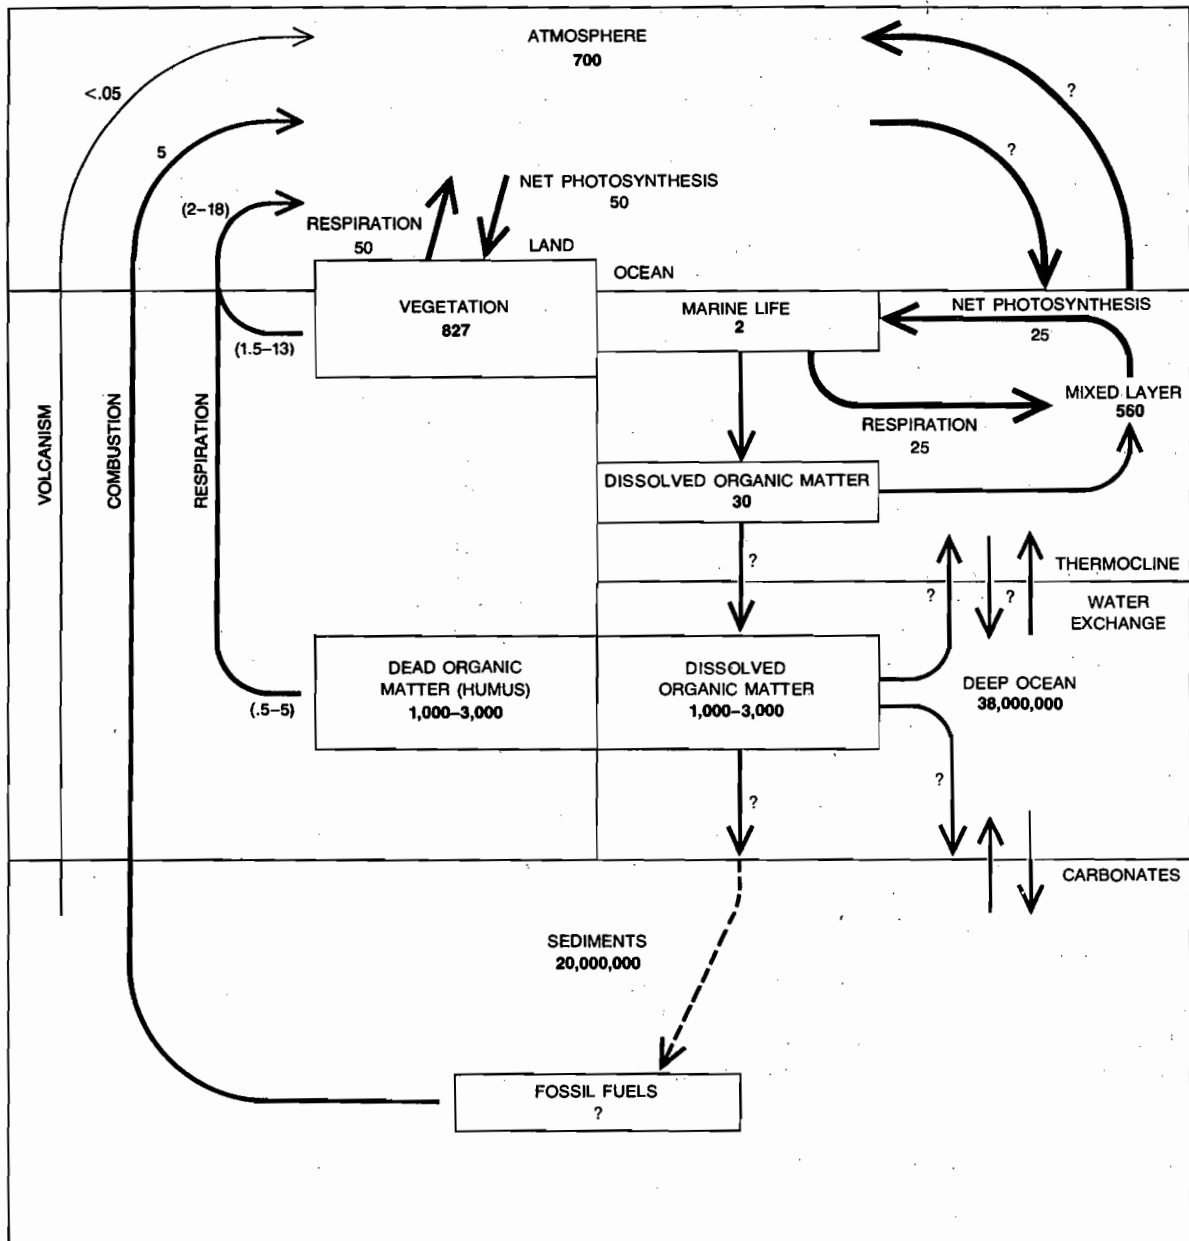 ATMOSPHERE
700
<.05
?
5
?
(2–18)
NET PHOTOSYNTHESIS
50
RESPIRATION
50
LAND
OCEAN
VEGETATION
827
MARINE LIFE
2
NET PHOTOSYNTHESIS
25
(1.5–13)
MIXED LAYER
560
RESPIRATION
25
VOLCANISM
COMBUSTION
RESPIRATION
DISSOLVED ORGANIC MATTER
30
?
THERMOCLINE
?
?
WATER
EXCHANGE
DEAD ORGANIC
MATTER (HUMUS)
1,000–3,000
DISSOLVED
ORGANIC MATTER
1,000–3,000
DEEP OCEAN
38,000,000
(.5–5)
?
?
CARBONATES
SEDIMENTS
20,000,000
FOSSIL FUELS
?